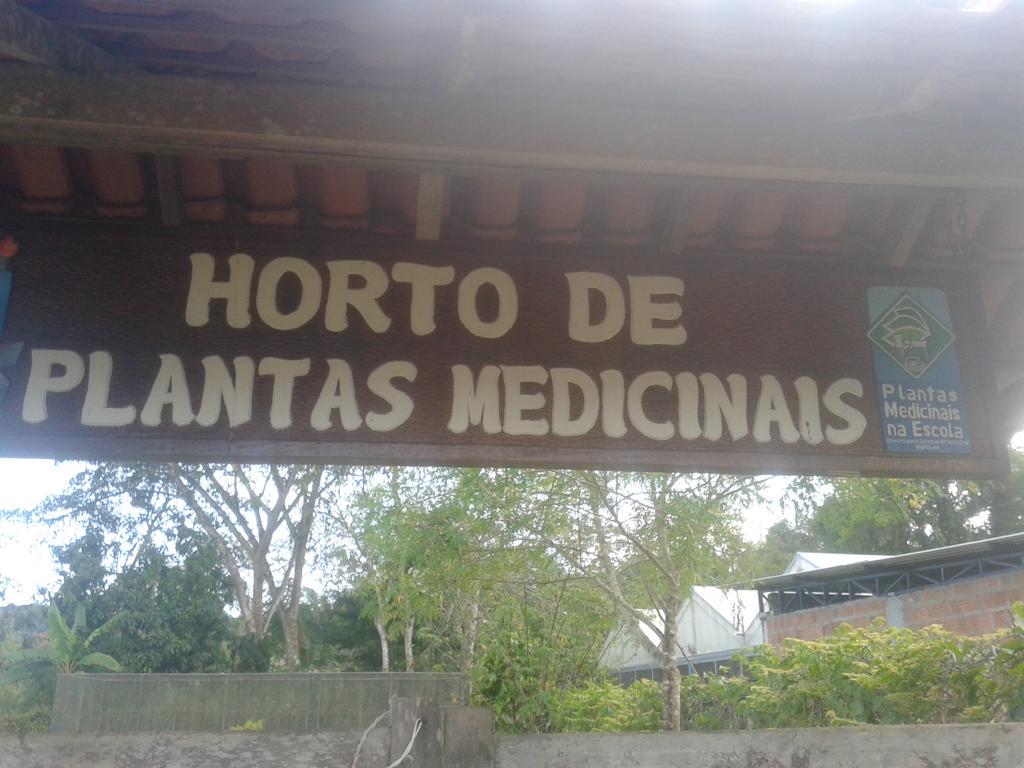 HORTO DE
PLANTAS MEDICINAIS
Plantas
Medicinais
na Escola